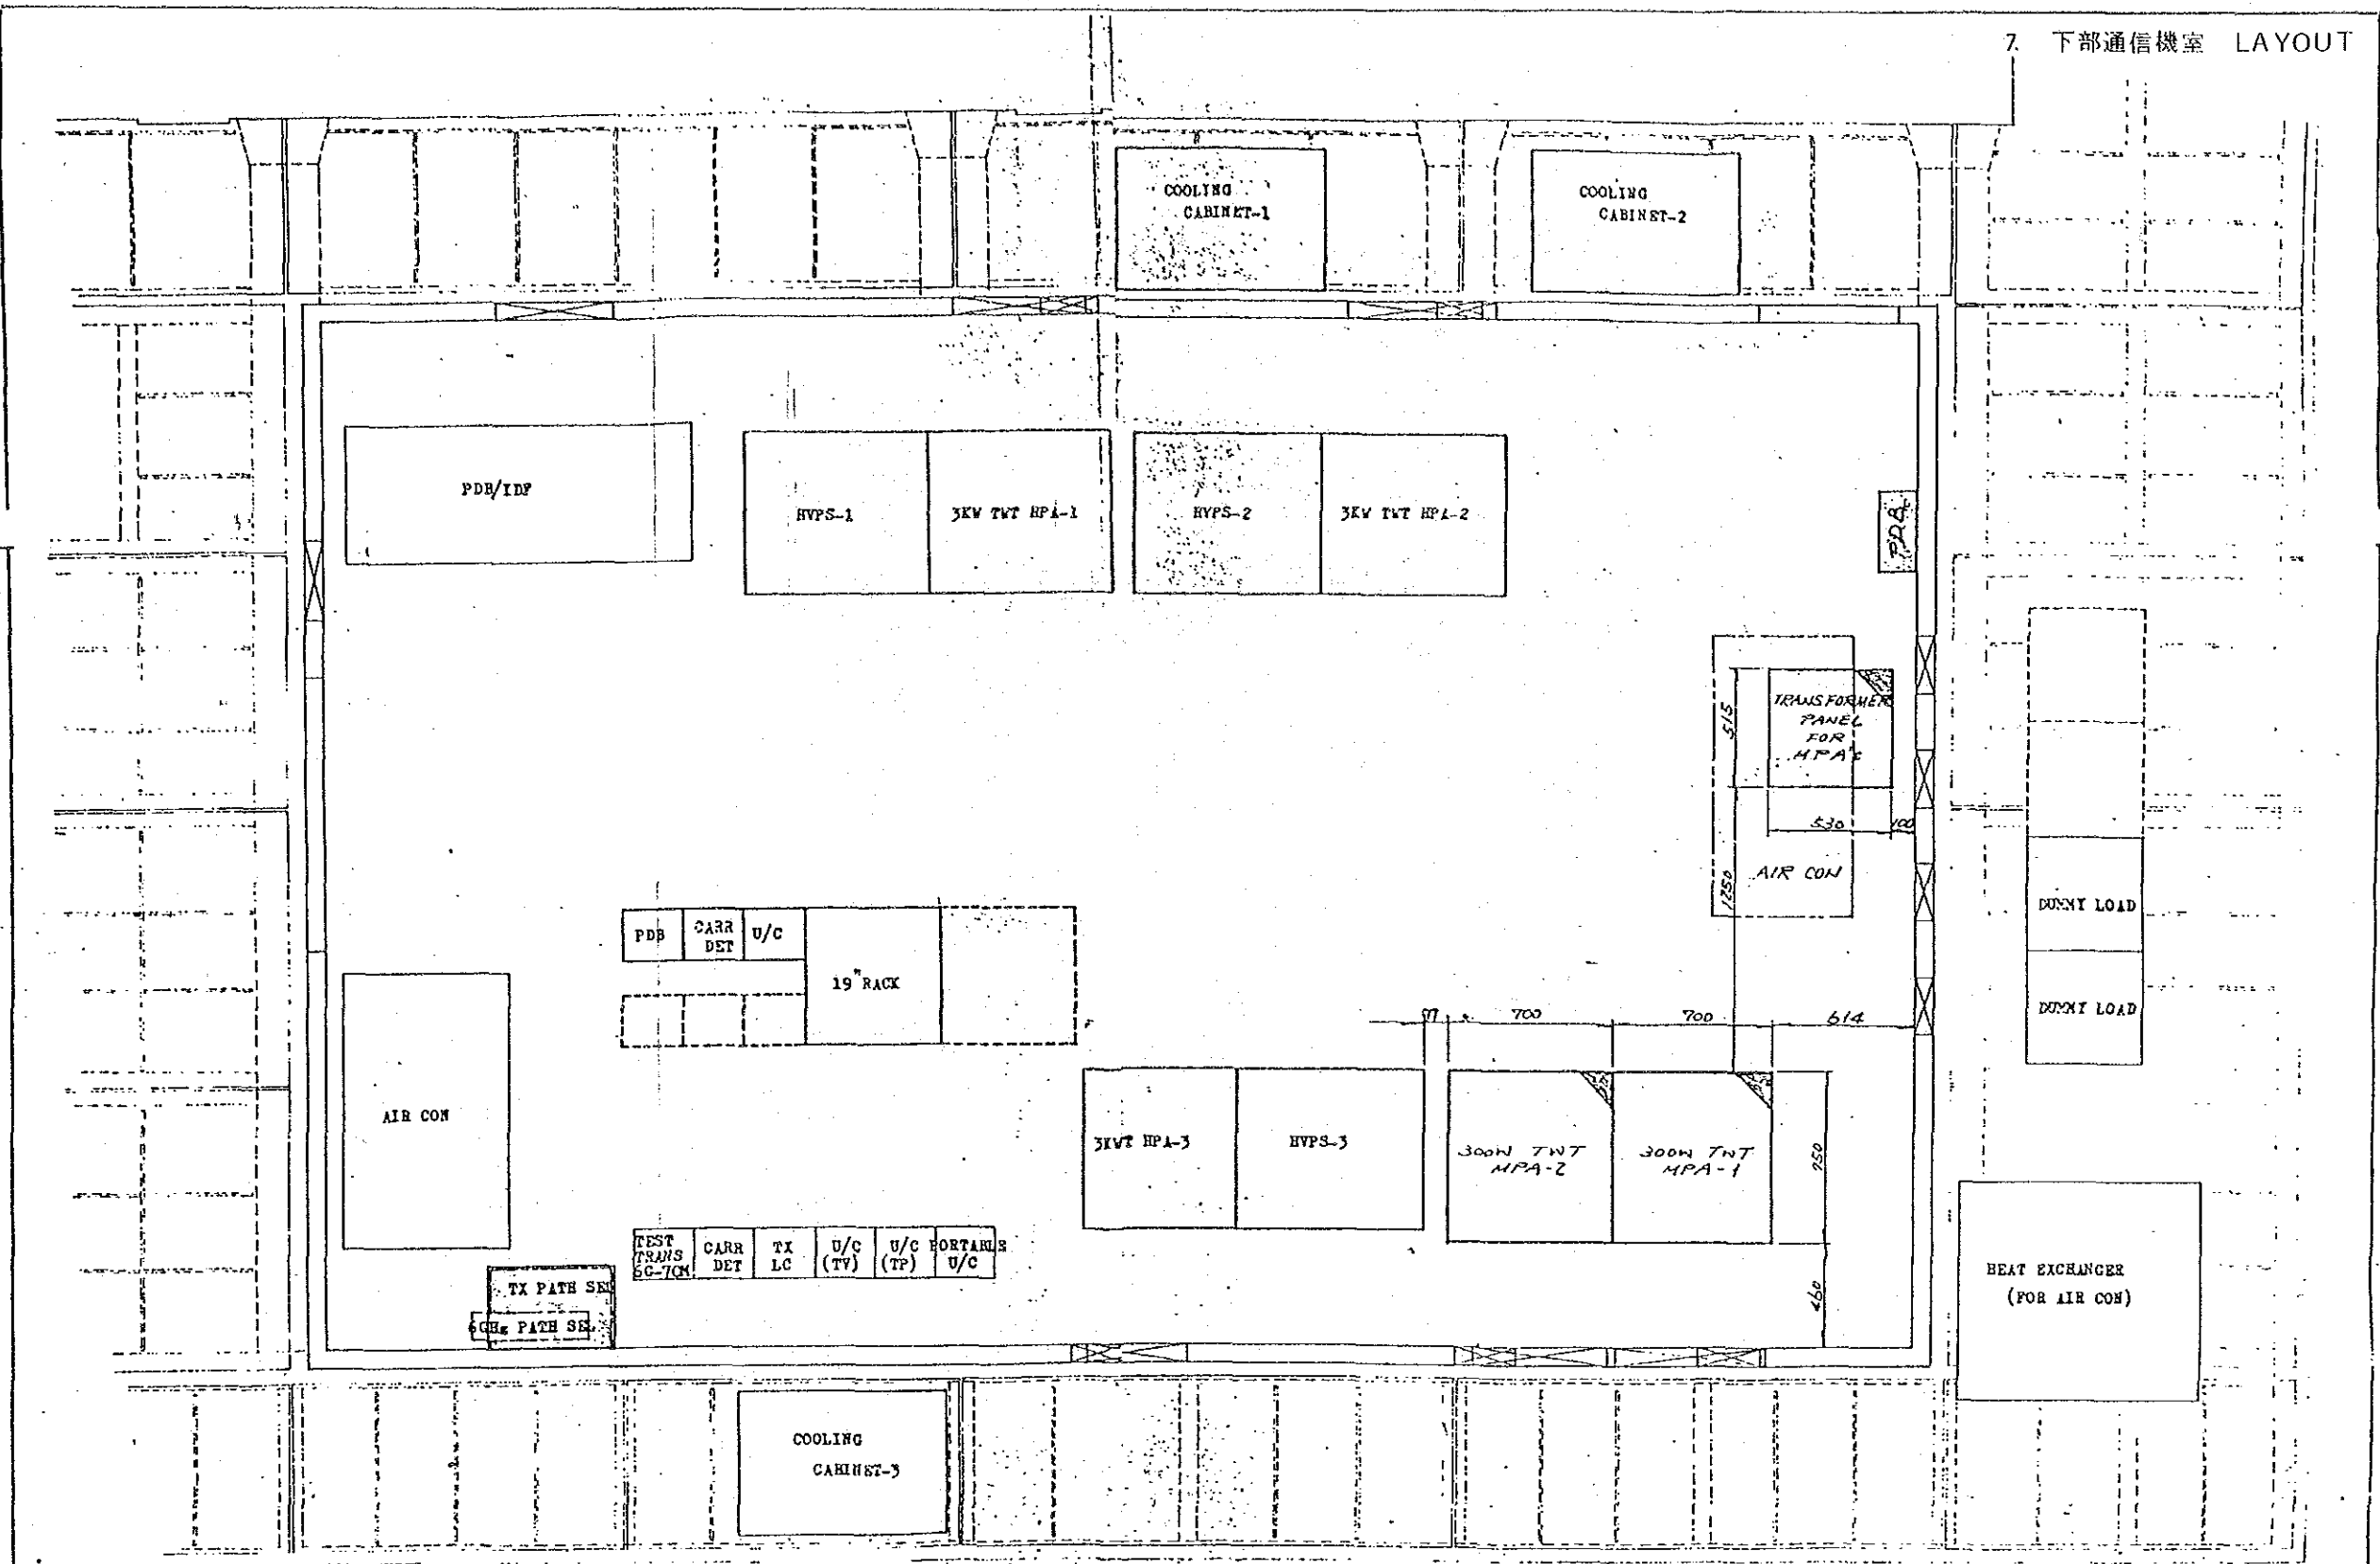 7. 下部通信機室 LAYOUT
COOLING
CABINET-1
COOLING
CABINET-2
PDB/IDF
HVPS-1
3KW TWT HPA-1
HVPS-2
3KW TWT HPA-2
PDB
TRANSFORMER
PANEL
FOR
MPA'S
515
530
100
1250
AIR CON
PDB
CARR
DET
U/C
19" RACK
DUMMY LOAD
DUMMY LOAD
700
700
614
AIR CON
3KWT HPA-3
HVPS-3
300W TWT
MPA-2
300W TWT
MPA-1
750
460
TEST
TRANS
6G-70M
CARR
DET
TX
LC
U/C
(TV)
U/C
(TP)
PORTABLE
U/C
TX PATH SEL
6GHz PATH SEL
HEAT EXCHANGER
(FOR AIR CON)
COOLING
CABINET-3